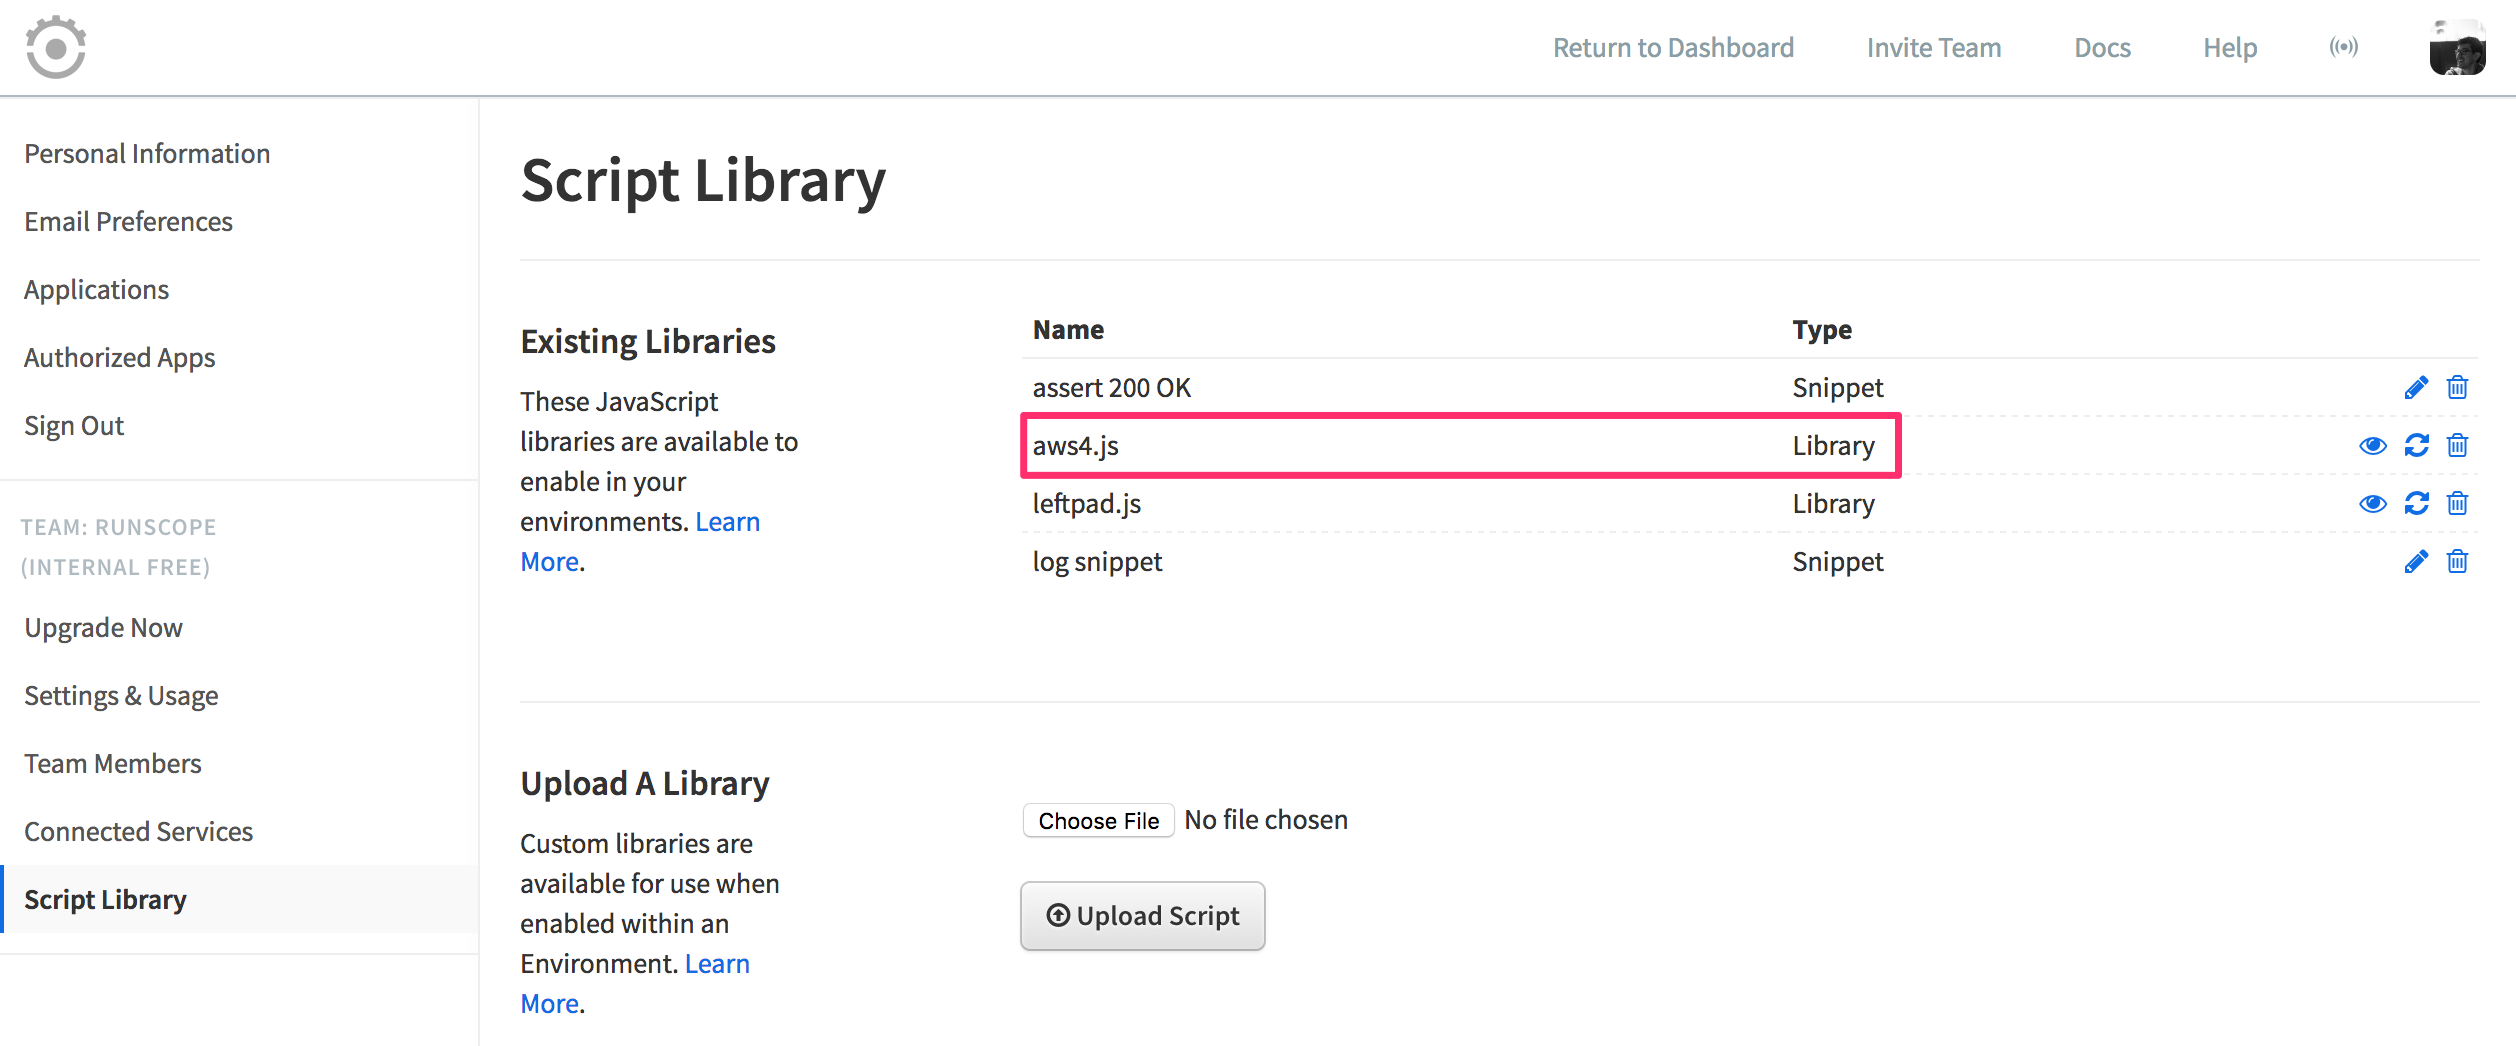 Return to Dashboard
Invite Team
Docs
Help
Personal Information
Email Preferences
Applications
Authorized Apps
Sign Out
TEAM: RUNSCOPE
(INTERNAL FREE)
Upgrade Now
Settings & Usage
Team Members
Connected Services
Script Library
Script Library
Existing Libraries
These JavaScript
libraries are available to
enable in your
environments. Learn
More.
Name Type
assert 200 OK Snippet
aws4.js Library
leftpad.js Library
log snippet Snippet
Upload A Library
Custom libraries are
available for use when
enabled within an
Environment. Learn
More.
Choose File No file chosen
Upload Script